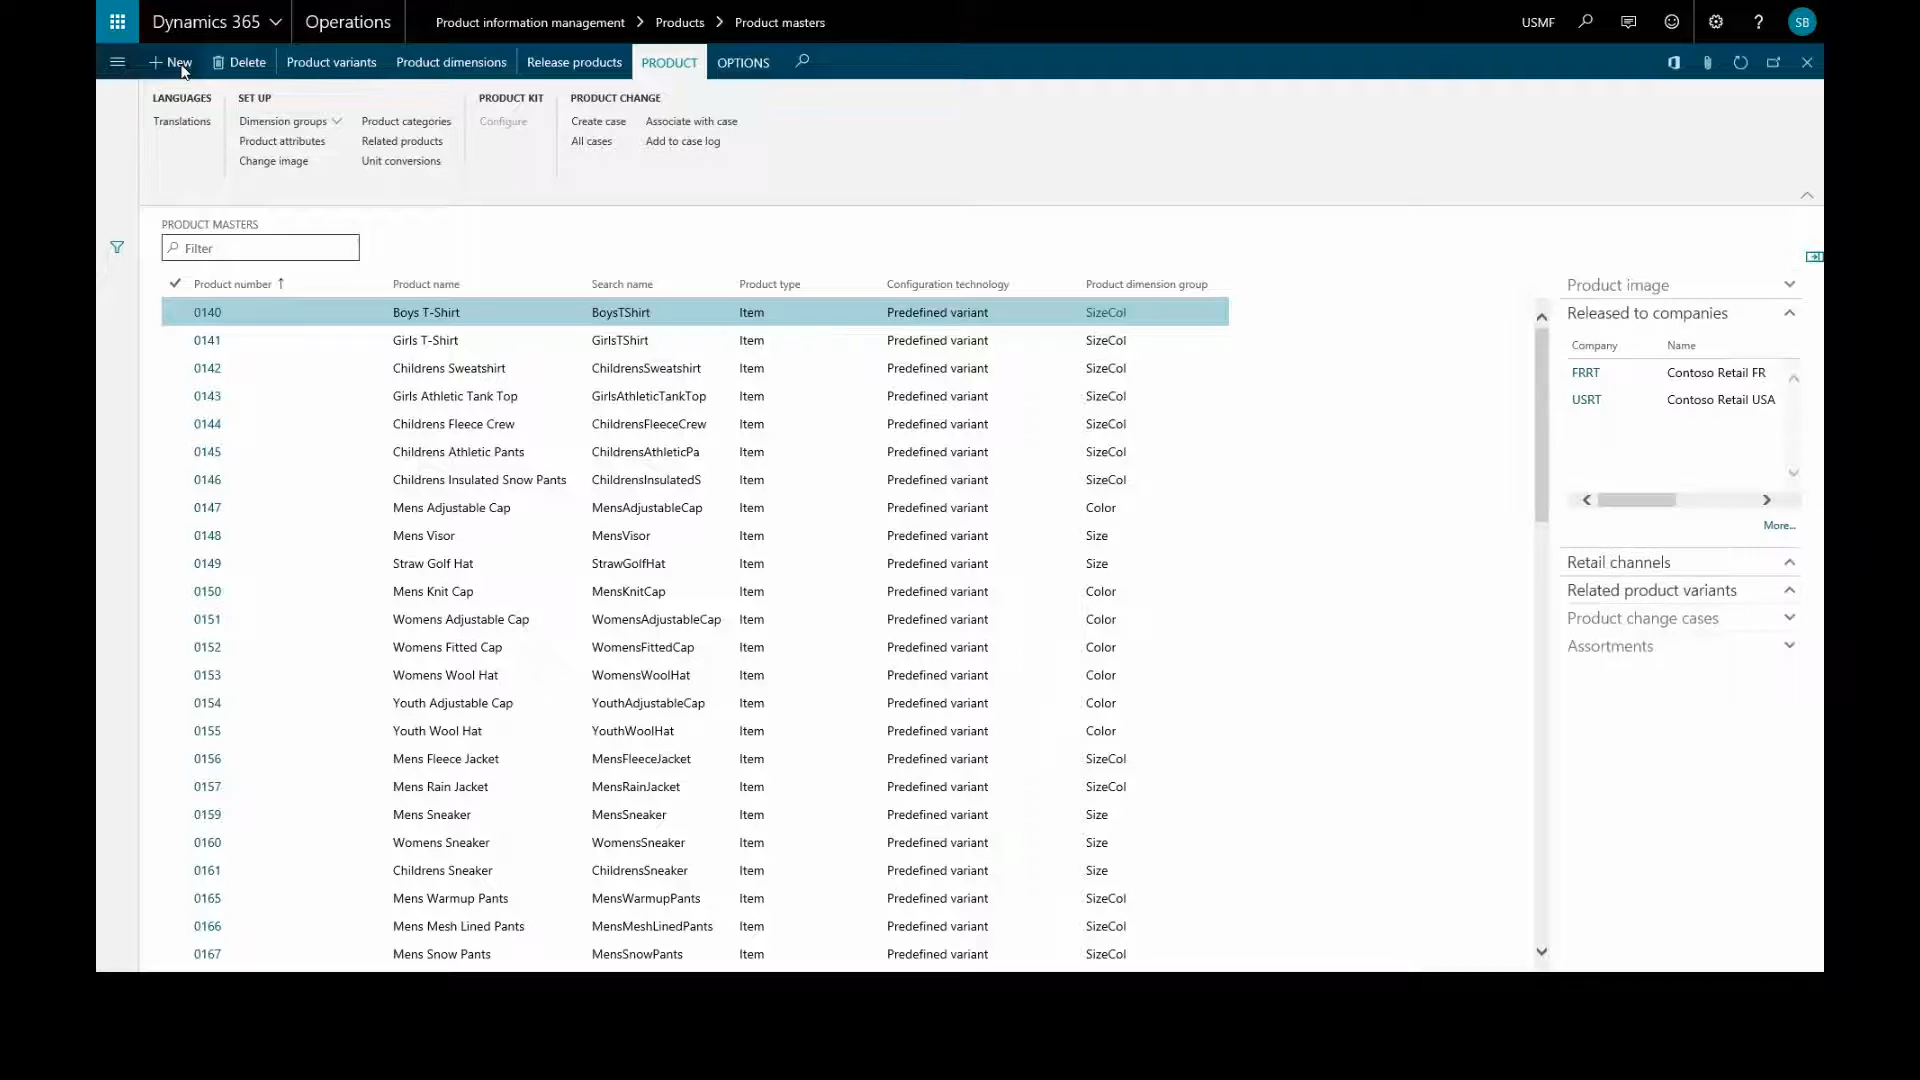 Dynamics 365 Operations Product information management Products Product masters USMF ? SB
New Delete Product variants Product dimensions Release products PRODUCT OPTIONS
LANGUAGES SET UP PRODUCT KIT PRODUCT CHANGE
Translations Dimension groups Product categories Configure Create case Associate with case
Product attributes Related products All cases Add to case log
Change image Unit conversions
PRODUCT MASTERS
Filter
Product number Product name Search name Product type Configuration technology Product dimension group
0140 Boys T-Shirt BoysTShirt Item Predefined variant SizeCol
0141 Girls T-Shirt GirlsTShirt Item Predefined variant SizeCol
0142 Childrens Sweatshirt ChildrensSweatshirt Item Predefined variant SizeCol
0143 Girls Athletic Tank Top GirlsAthleticTankTop Item Predefined variant SizeCol
0144 Childrens Fleece Crew ChildrensFleeceCrew Item Predefined variant SizeCol
0145 Childrens Athletic Pants ChildrensAthleticPa Item Predefined variant SizeCol
0146 Childrens Insulated Snow Pants ChildrensInsulatedS Item Predefined variant SizeCol
0147 Mens Adjustable Cap MensAdjustableCap Item Predefined variant Color
0148 Mens Visor MensVisor Item Predefined variant Size
0149 Straw Golf Hat StrawGolfHat Item Predefined variant Size
0150 Mens Knit Cap MensKnitCap Item Predefined variant Color
0151 Womens Adjustable Cap WomensAdjustableCap Item Predefined variant Color
0152 Womens Fitted Cap WomensFittedCap Item Predefined variant Color
0153 Womens Wool Hat WomensWoolHat Item Predefined variant Color
0154 Youth Adjustable Cap YouthAdjustableCap Item Predefined variant Color
0155 Youth Wool Hat YouthWoolHat Item Predefined variant Color
0156 Mens Fleece Jacket MensFleeceJacket Item Predefined variant SizeCol
0157 Mens Rain Jacket MensRainJacket Item Predefined variant SizeCol
0159 Mens Sneaker MensSneaker Item Predefined variant Size
0160 Womens Sneaker WomensSneaker Item Predefined variant Size
0161 Childrens Sneaker ChildrensSneaker Item Predefined variant Size
0165 Mens Warmup Pants MensWarmupPants Item Predefined variant SizeCol
0166 Mens Mesh Lined Pants MensMeshLinedPants Item Predefined variant SizeCol
0167 Mens Snow Pants MensSnowPants Item Predefined variant SizeCol
Product image
Released to companies
Company Name
FRRT Contoso Retail FR
USRT Contoso Retail USA
More...
Retail channels
Related product variants
Product change cases
Assortments